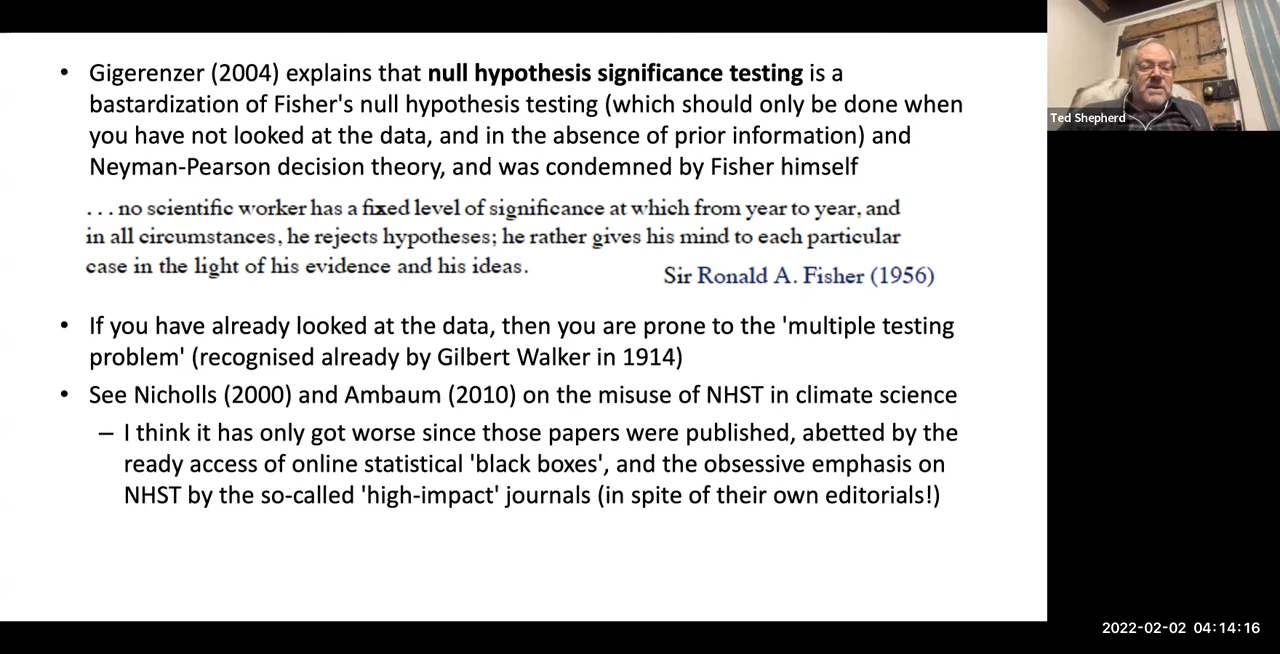 • Gigerenzer (2004) explains that null hypothesis significance testing is a
bastardization of Fisher's null hypothesis testing (which should only be done when
you have not looked at the data, and in the absence of prior information) and
Neyman-Pearson decision theory, and was condemned by Fisher himself
. . . no scientific worker has a fixed level of significance at which from year to year, and
in all circumstances, he rejects hypotheses; he rather gives his mind to each particular
case in the light of his evidence and his ideas.
Sir Ronald A. Fisher (1956)
• If you have already looked at the data, then you are prone to the 'multiple testing
problem' (recognised already by Gilbert Walker in 1914)
• See Nicholls (2000) and Ambaum (2010) on the misuse of NHST in climate science
– I think it has only got worse since those papers were published, abetted by the
ready access of online statistical 'black boxes', and the obsessive emphasis on
NHST by the so-called 'high-impact' journals (in spite of their own editorials!)
Ted Shepherd
2022-02-02 04:14:16